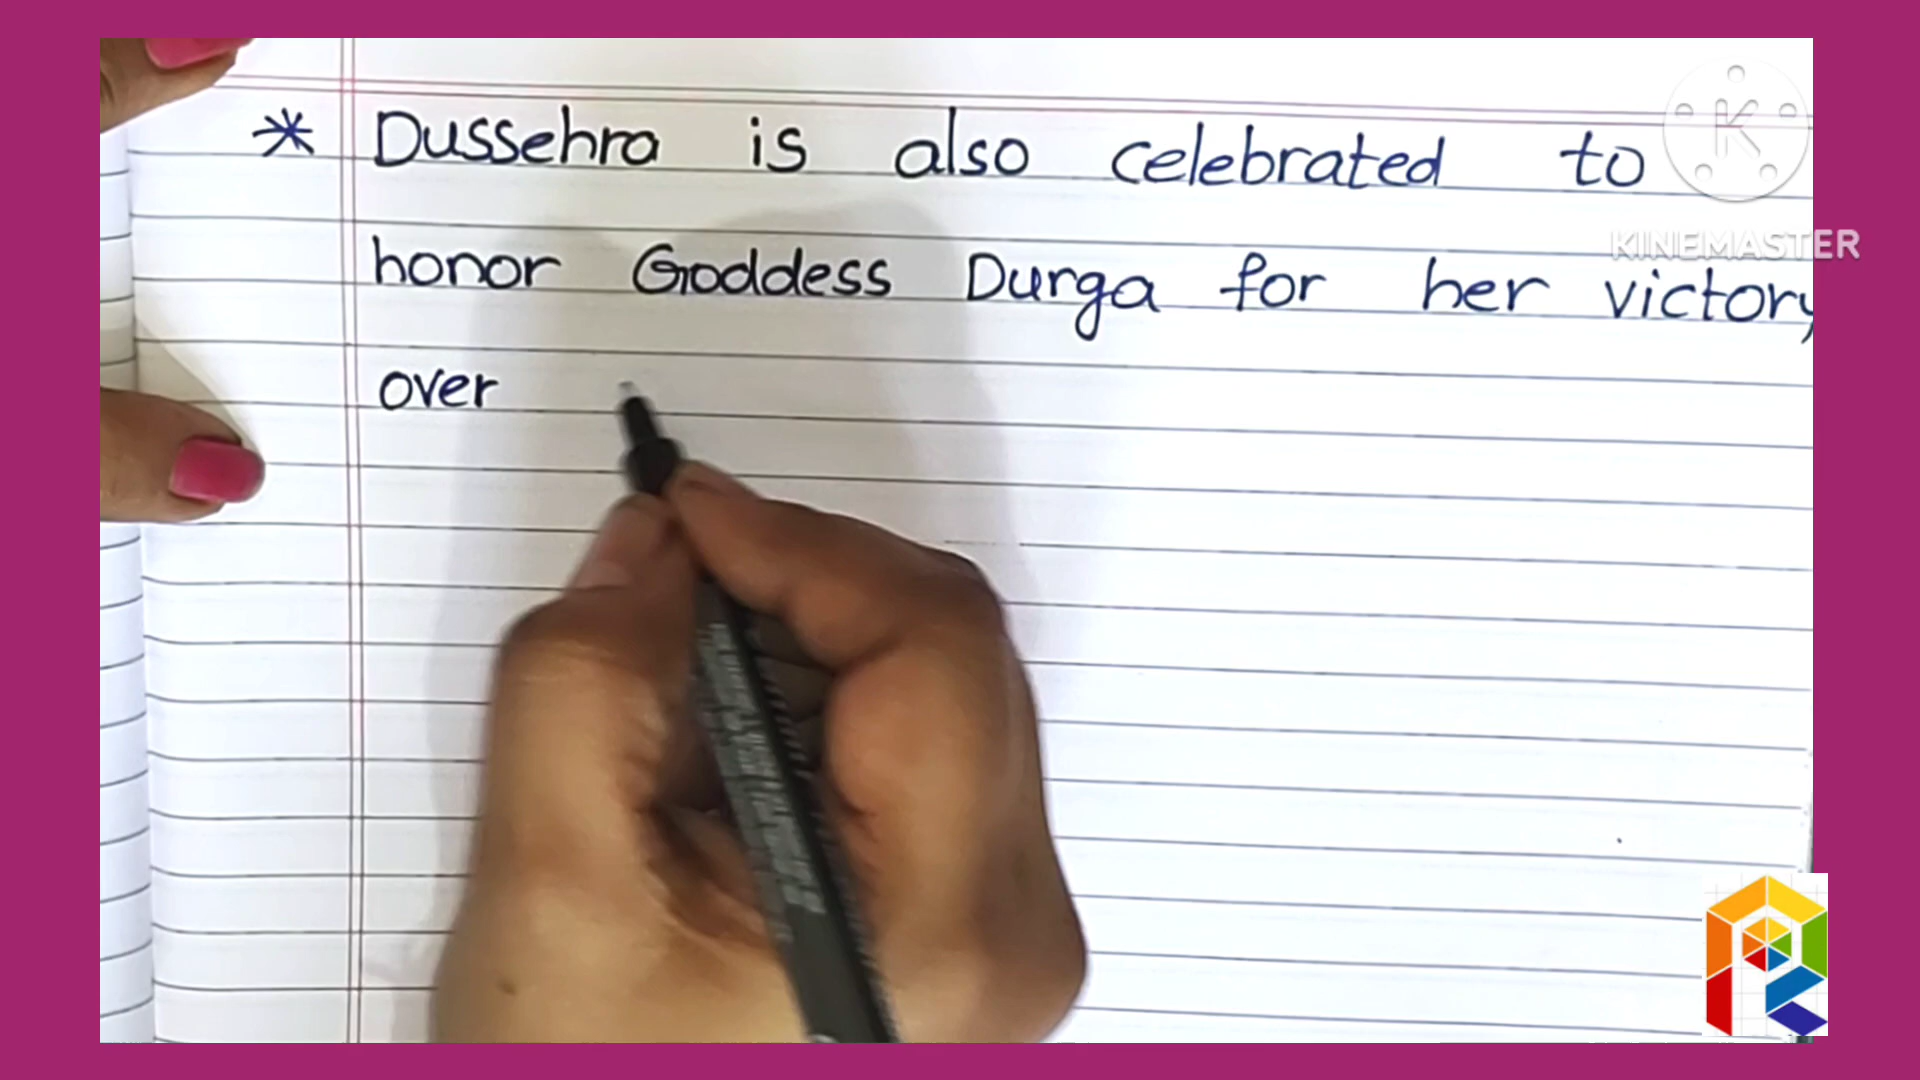 * Dussehra is also celebrated to
honor Goddess Durga for her victory
over
KINEMASTER